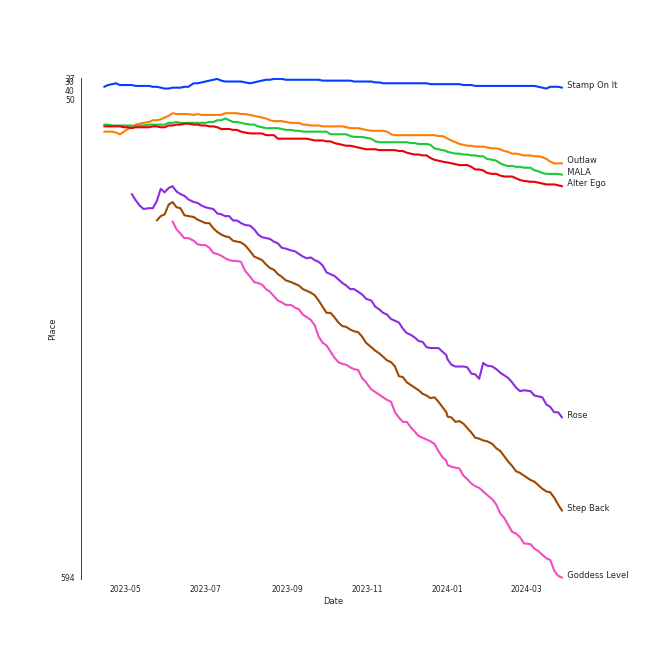 27
30
40
50
594
Place
2023-05
2023-07
2023-09
2023-11
2024-01
2024-03
Date
Stamp On It
Outlaw
MALA
Alter Ego
Rose
Step Back
Goddess Level